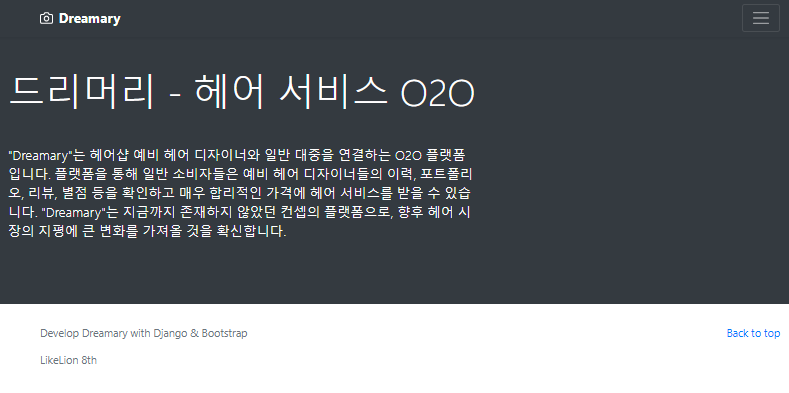 Dreamary
드리머리 - 헤어 서비스 O2O
"Dreamary"는 헤어샵 예비 헤어 디자이너와 일반 대중을 연결하는 O2O 플랫폼
입니다. 플랫폼을 통해 일반 소비자들은 예비 헤어 디자이너들의 이력, 포트폴리
오, 리뷰, 별점 등을 확인하고 매우 합리적인 가격에 헤어 서비스를 받을 수 있습
니다. "Dreamary"는 지금까지 존재하지 않았던 컨셉의 플랫폼으로, 향후 헤어 시
장의 지평에 큰 변화를 가져올 것을 확신합니다.
Develop Dreamary with Django & Bootstrap
Back to top
LikeLion 8th